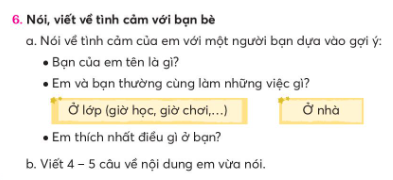 6. Nói, viết về tình cảm với bạn bè
a. Nói về tình cảm của em với một người bạn dựa vào gợi ý:
• Bạn của em tên là gì?
• Em và bạn thường cùng làm những việc gì?
Ở lớp (giờ học, giờ chơi,...) Ở nhà
• Em thích nhất điều gì ở bạn?
b. Viết 4 – 5 câu về nội dung em vừa nói.